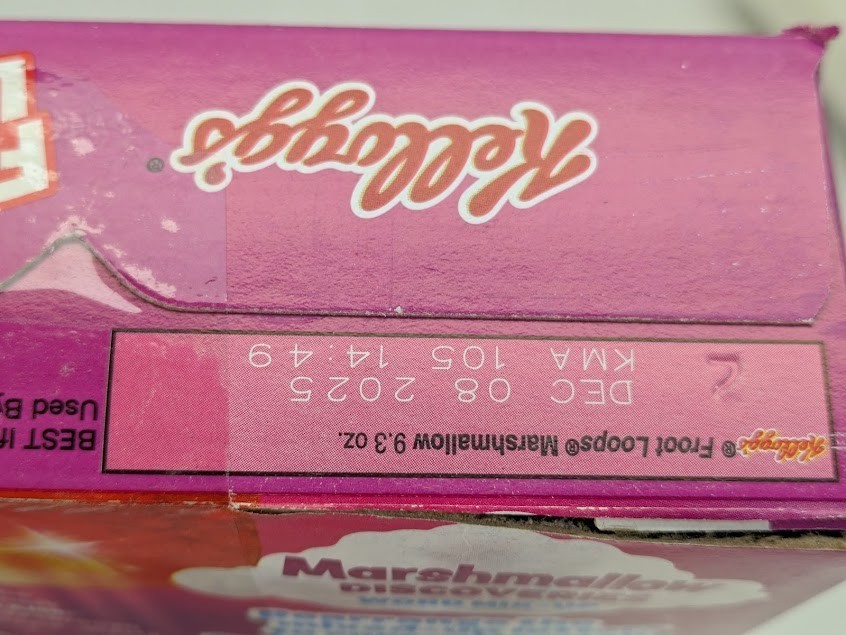 Kellogg's®
BEST If
Used By
Kellogg's® Froot Loops® Marshmallow 9.3 oz.
DEC 08 2025
KMA 105 14:49
Marshmallow
DISCOVERIES